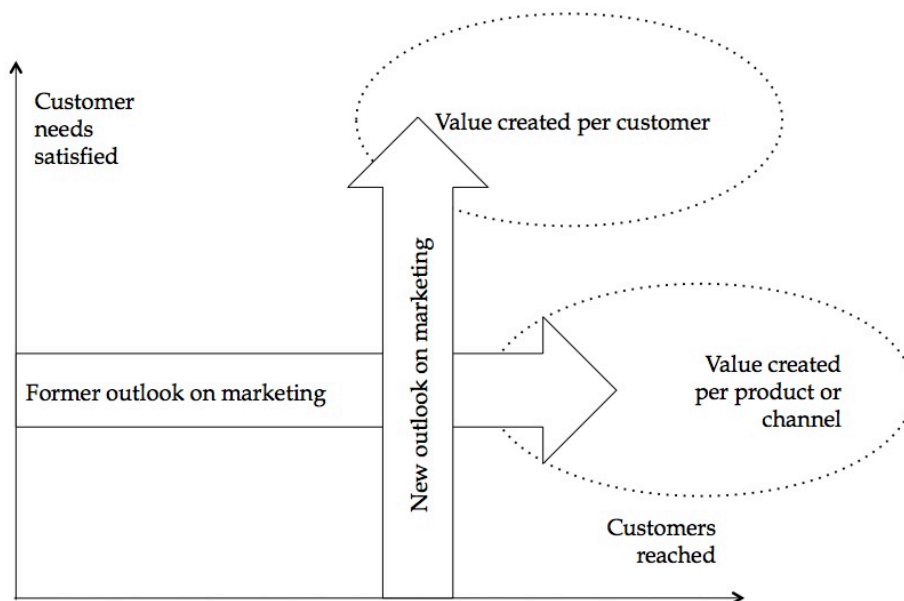 Customer
needs
satisfied
Value created per customer
New outlook on marketing
Former outlook on marketing
Value created
per product or
channel
Customers
reached